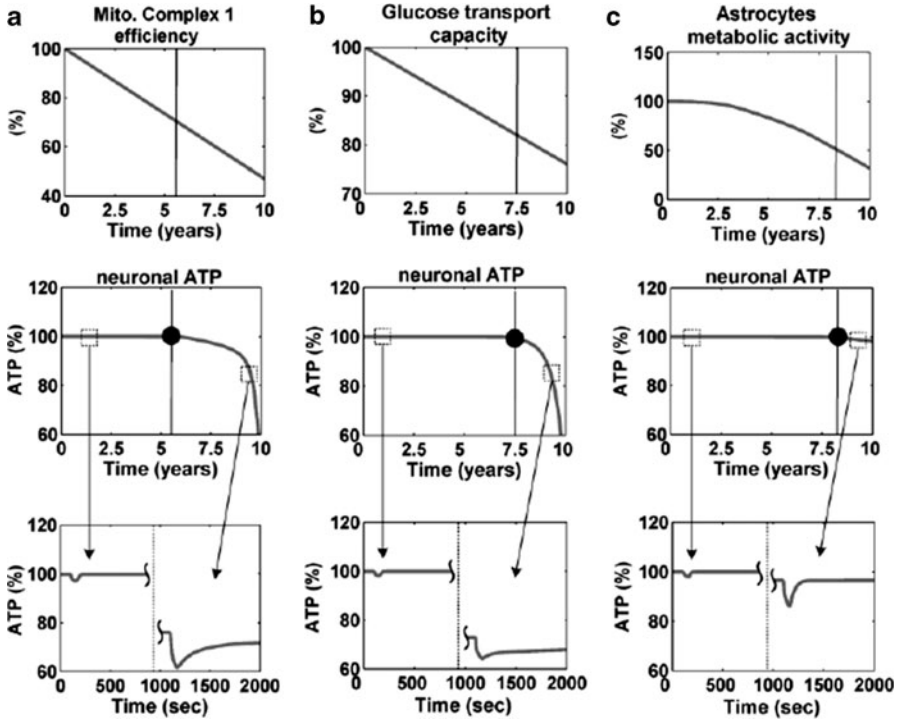 a
Mito. Complex 1
efficiency
100
80
60
40
(%)
0 2.5 5 7.5 10
Time (years)
b
Glucose transport
capacity
100
90
80
70
(%)
0 2.5 5 7.5 10
Time (years)
c
Astrocytes
metabolic activity
150
100
50
0
(%)
0 2.5 5 7.5 10
Time (years)
neuronal ATP
120
100
80
60
ATP (%)
0 2.5 5 7.5 10
Time (years)
neuronal ATP
120
100
80
60
ATP (%)
0 2.5 5 7.5 10
Time (years)
neuronal ATP
120
100
80
60
ATP (%)
0 2.5 5 7.5 10
Time (years)
120
100
80
60
ATP (%)
0 500 1000 1500 2000
Time (sec)
120
100
80
60
ATP (%)
0 500 1000 1500 2000
Time (sec)
120
100
80
60
ATP (%)
0 500 1000 1500 2000
Time (sec)